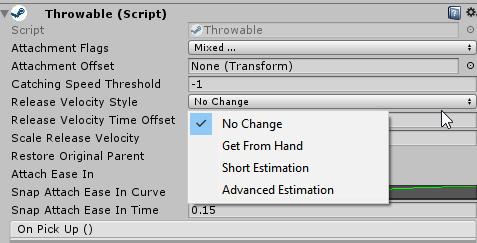 Throwable (Script)
Script Throwable
Attachment Flags Mixed ...
Attachment Offset None (Transform)
Catching Speed Threshold -1
Release Velocity Style No Change
Release Velocity Time Offset
No Change
Scale Release Velocity
Get From Hand
Restore Original Parent
Short Estimation
Attach Ease In
Advanced Estimation
Snap Attach Ease In Curve
Snap Attach Ease In Time 0.15
On Pick Up ()